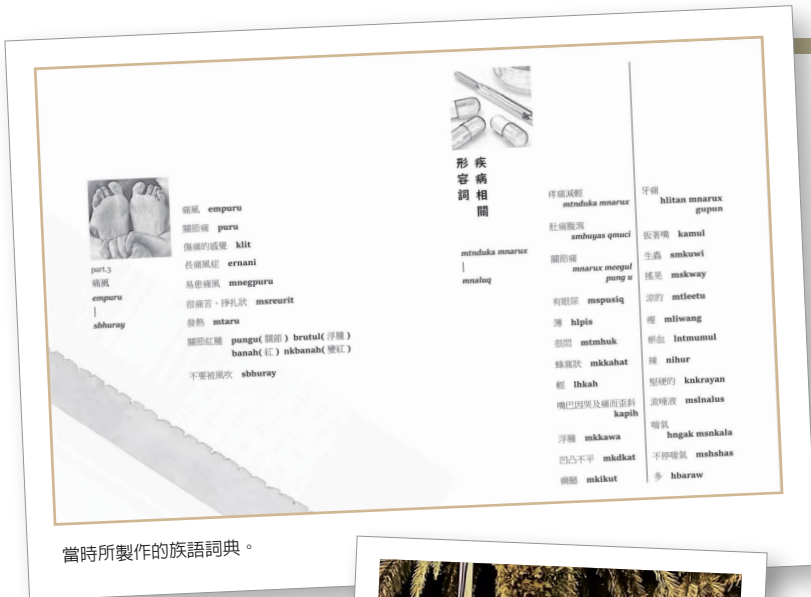 part.3
痛風
empuru
|
sbhuray
痛風 empuru
關節痛 puru
傷痛的感覺 klit
長痛風症 ernani
易患痛風 mnegpuru
很痛苦、掙扎狀 msreurit
發熱 mtaru
關節紅腫 pungu( 關節 ) brutul( 浮腫 )
banah( 紅 ) nkbanah( 變紅 )
不要被風吹 sbhuray
疾病相關
形容詞
mtnduka mnarux
|
mnaluq
疼痛減輕
mtnduka mnarux
肚痛腹瀉
smbuyas qmuci
關節痛
mnarux meegul
pung u
有眼屎 mspusiq
薄 hlpis
很悶 mtmhuk
蜂窩狀 mkkahat
輕 lhkah
嘴巴因哭及痛而歪斜
kapih
浮腫 mkkawa
凹凸不平 mkdkat
mkikut
牙痛
hlitan mnarux
gupun
扳著嘴 kamul
生蟲 smkuwi
搖晃 mskway
涼的 mtleetu
瘦 mliwang
瘀血 lntmumul
辣 nihur
堅硬的 knkrayan
流唾液 mslnalus
喘氣
hngak msnkala
不停喘氣 mshshas
多 hbaraw
當時所製作的族語詞典。